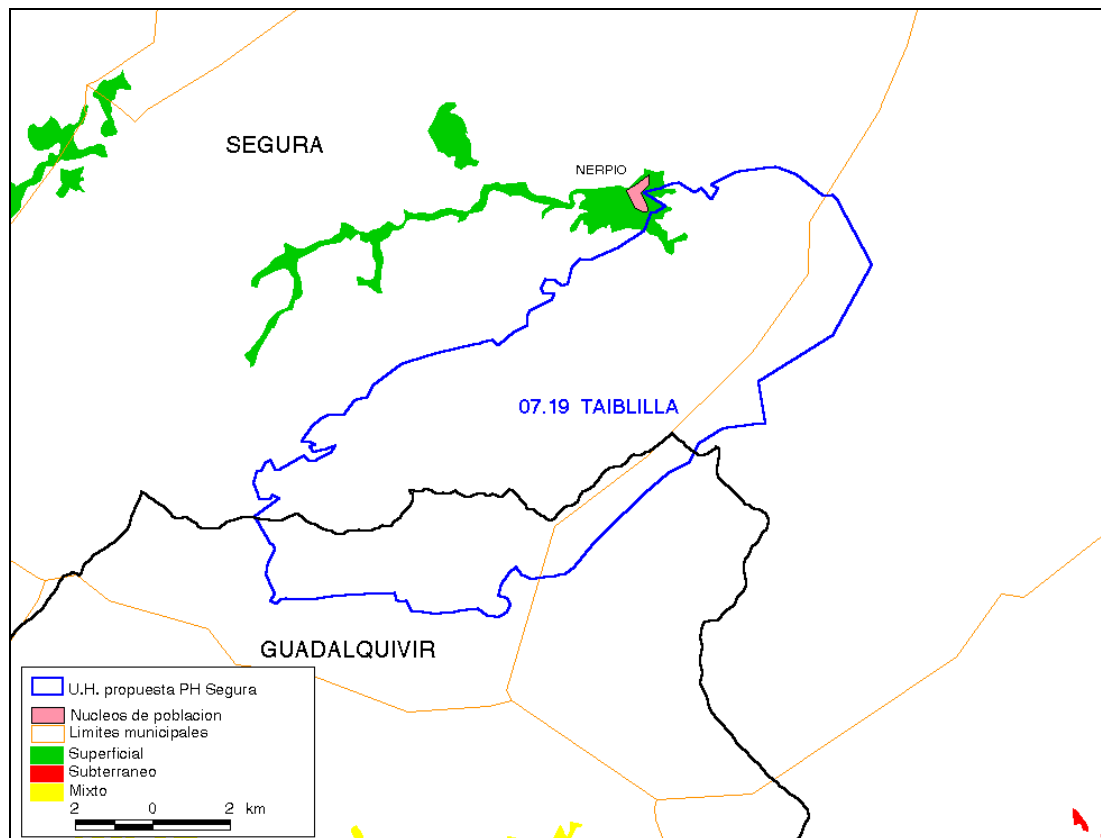 SEGURA
NERPIO
07.19 TAIBLILLA
GUADALQUIVIR
U.H. propuesta PH Segura
Nucleos de poblacion
Limites municipales
Superficial
Subterraneo
Mixto
2 0 2 km